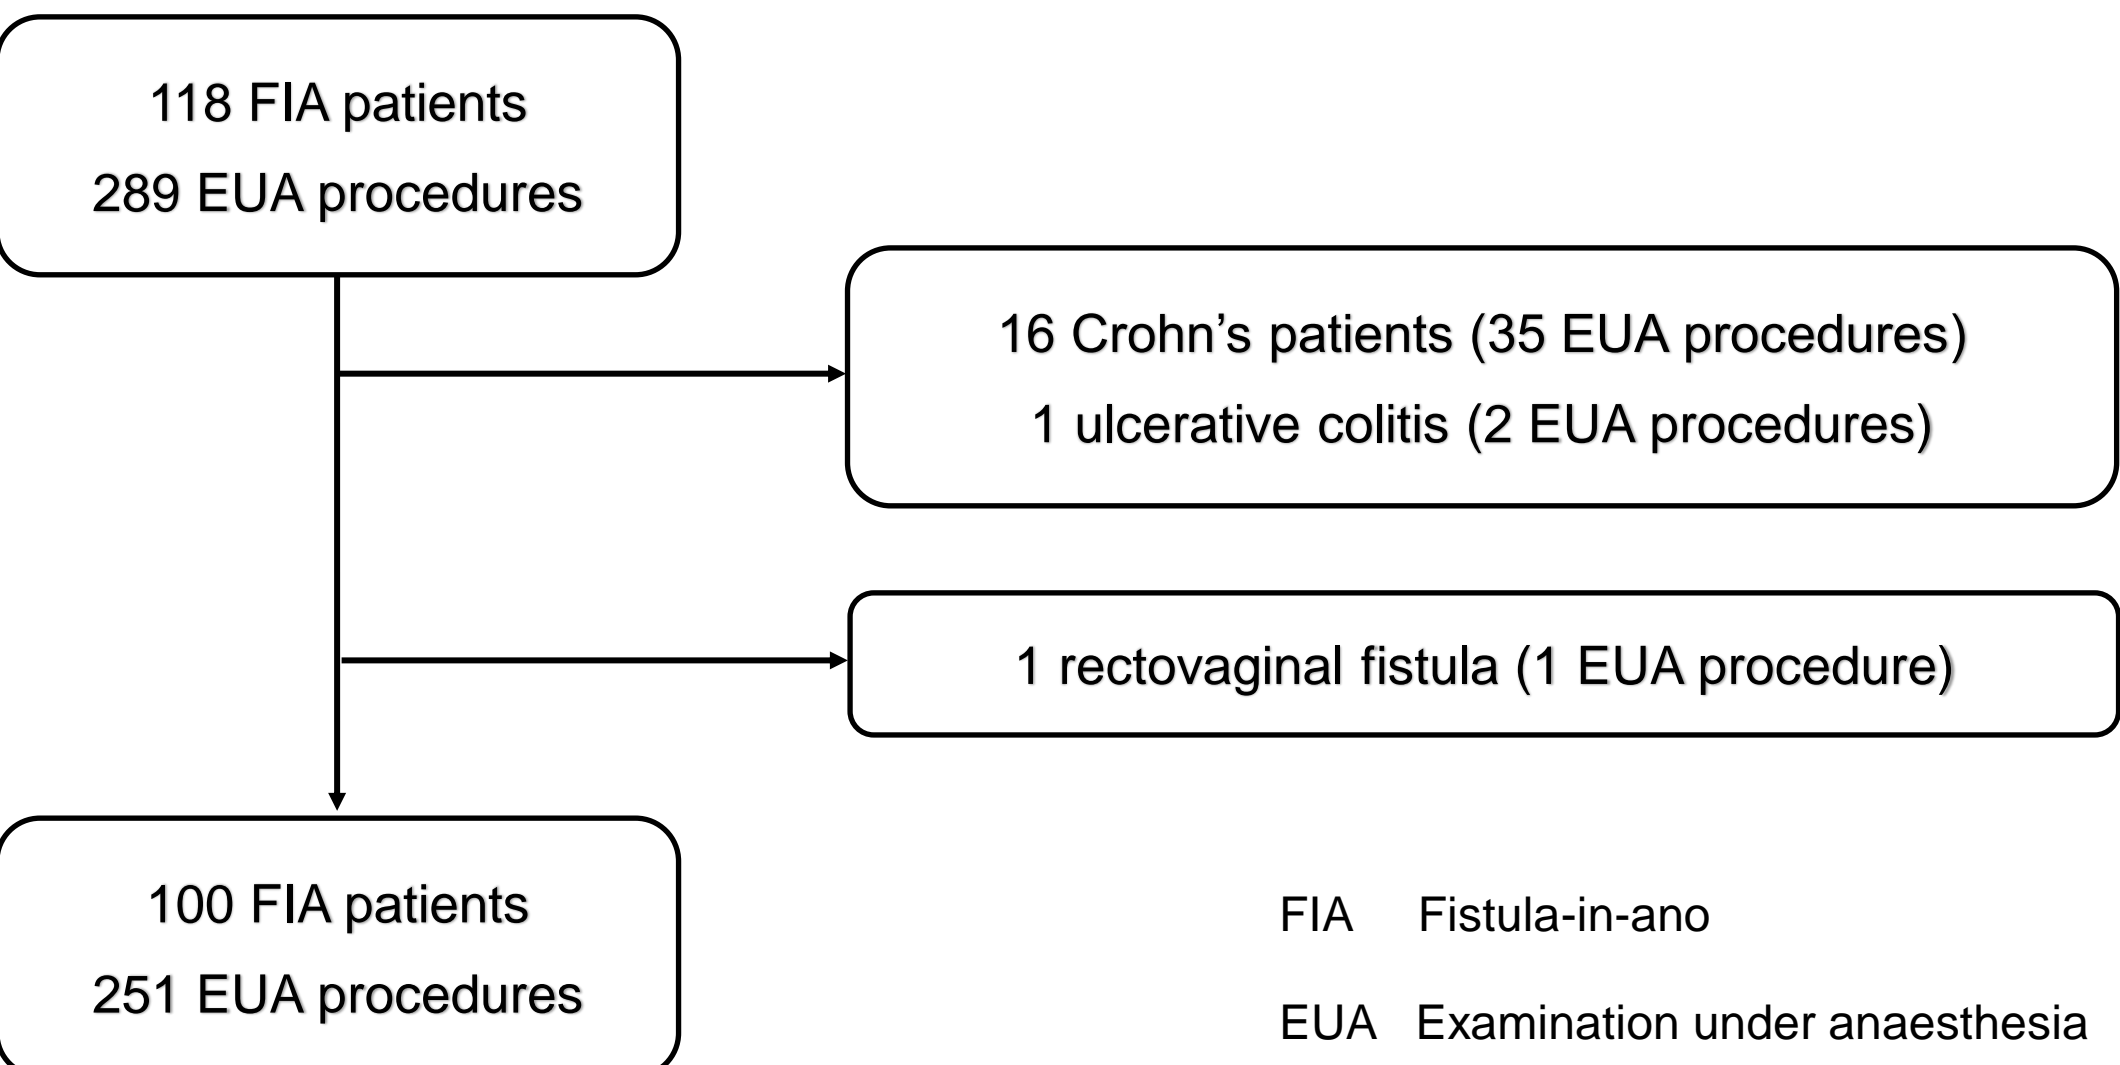 118 FIA patients
289 EUA procedures
16 Crohn’s patients (35 EUA procedures)
1 ulcerative colitis (2 EUA procedures)
1 rectovaginal fistula (1 EUA procedure)
100 FIA patients
251 EUA procedures
FIA Fistula-in-ano
EUA Examination under anaesthesia